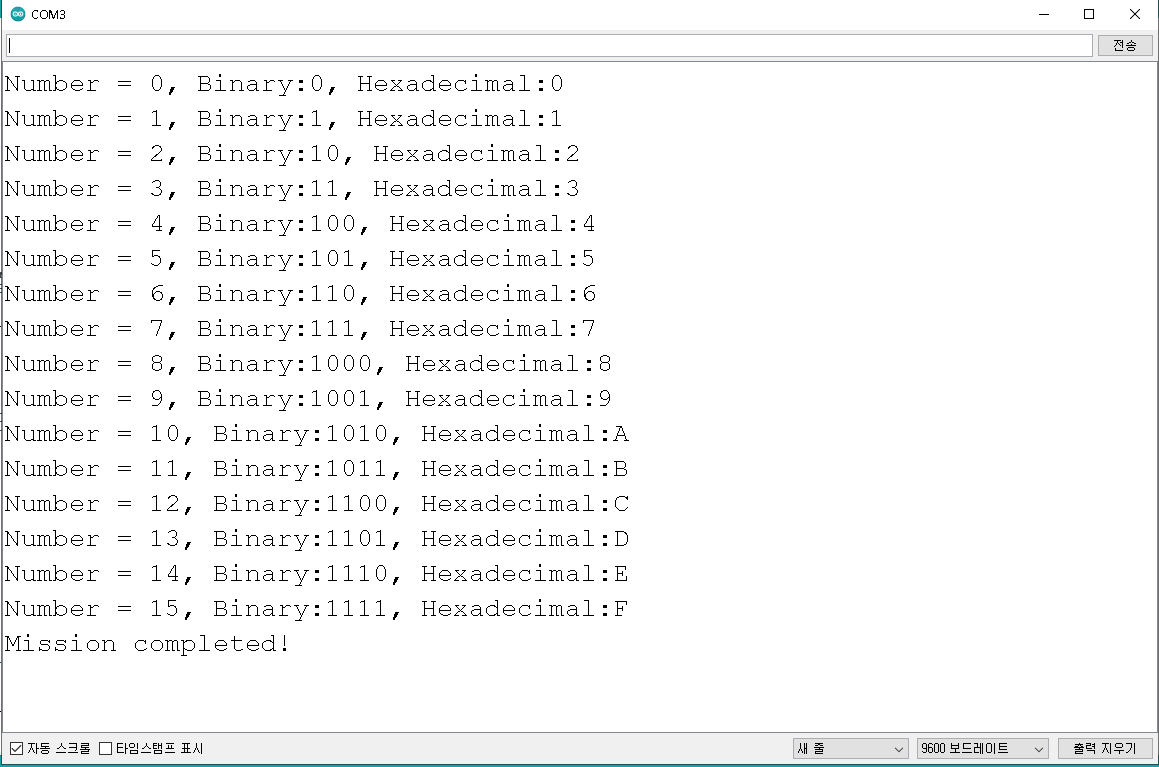 COM3
전송
Number = 0, Binary:0, Hexadecimal:0
Number = 1, Binary:1, Hexadecimal:1
Number = 2, Binary:10, Hexadecimal:2
Number = 3, Binary:11, Hexadecimal:3
Number = 4, Binary:100, Hexadecimal:4
Number = 5, Binary:101, Hexadecimal:5
Number = 6, Binary:110, Hexadecimal:6
Number = 7, Binary:111, Hexadecimal:7
Number = 8, Binary:1000, Hexadecimal:8
Number = 9, Binary:1001, Hexadecimal:9
Number = 10, Binary:1010, Hexadecimal:A
Number = 11, Binary:1011, Hexadecimal:B
Number = 12, Binary:1100, Hexadecimal:C
Number = 13, Binary:1101, Hexadecimal:D
Number = 14, Binary:1110, Hexadecimal:E
Number = 15, Binary:1111, Hexadecimal:F
Mission completed!
자동 스크롤 타임스탬프 표시 새 줄 9600 보드레이트 출력 지우기